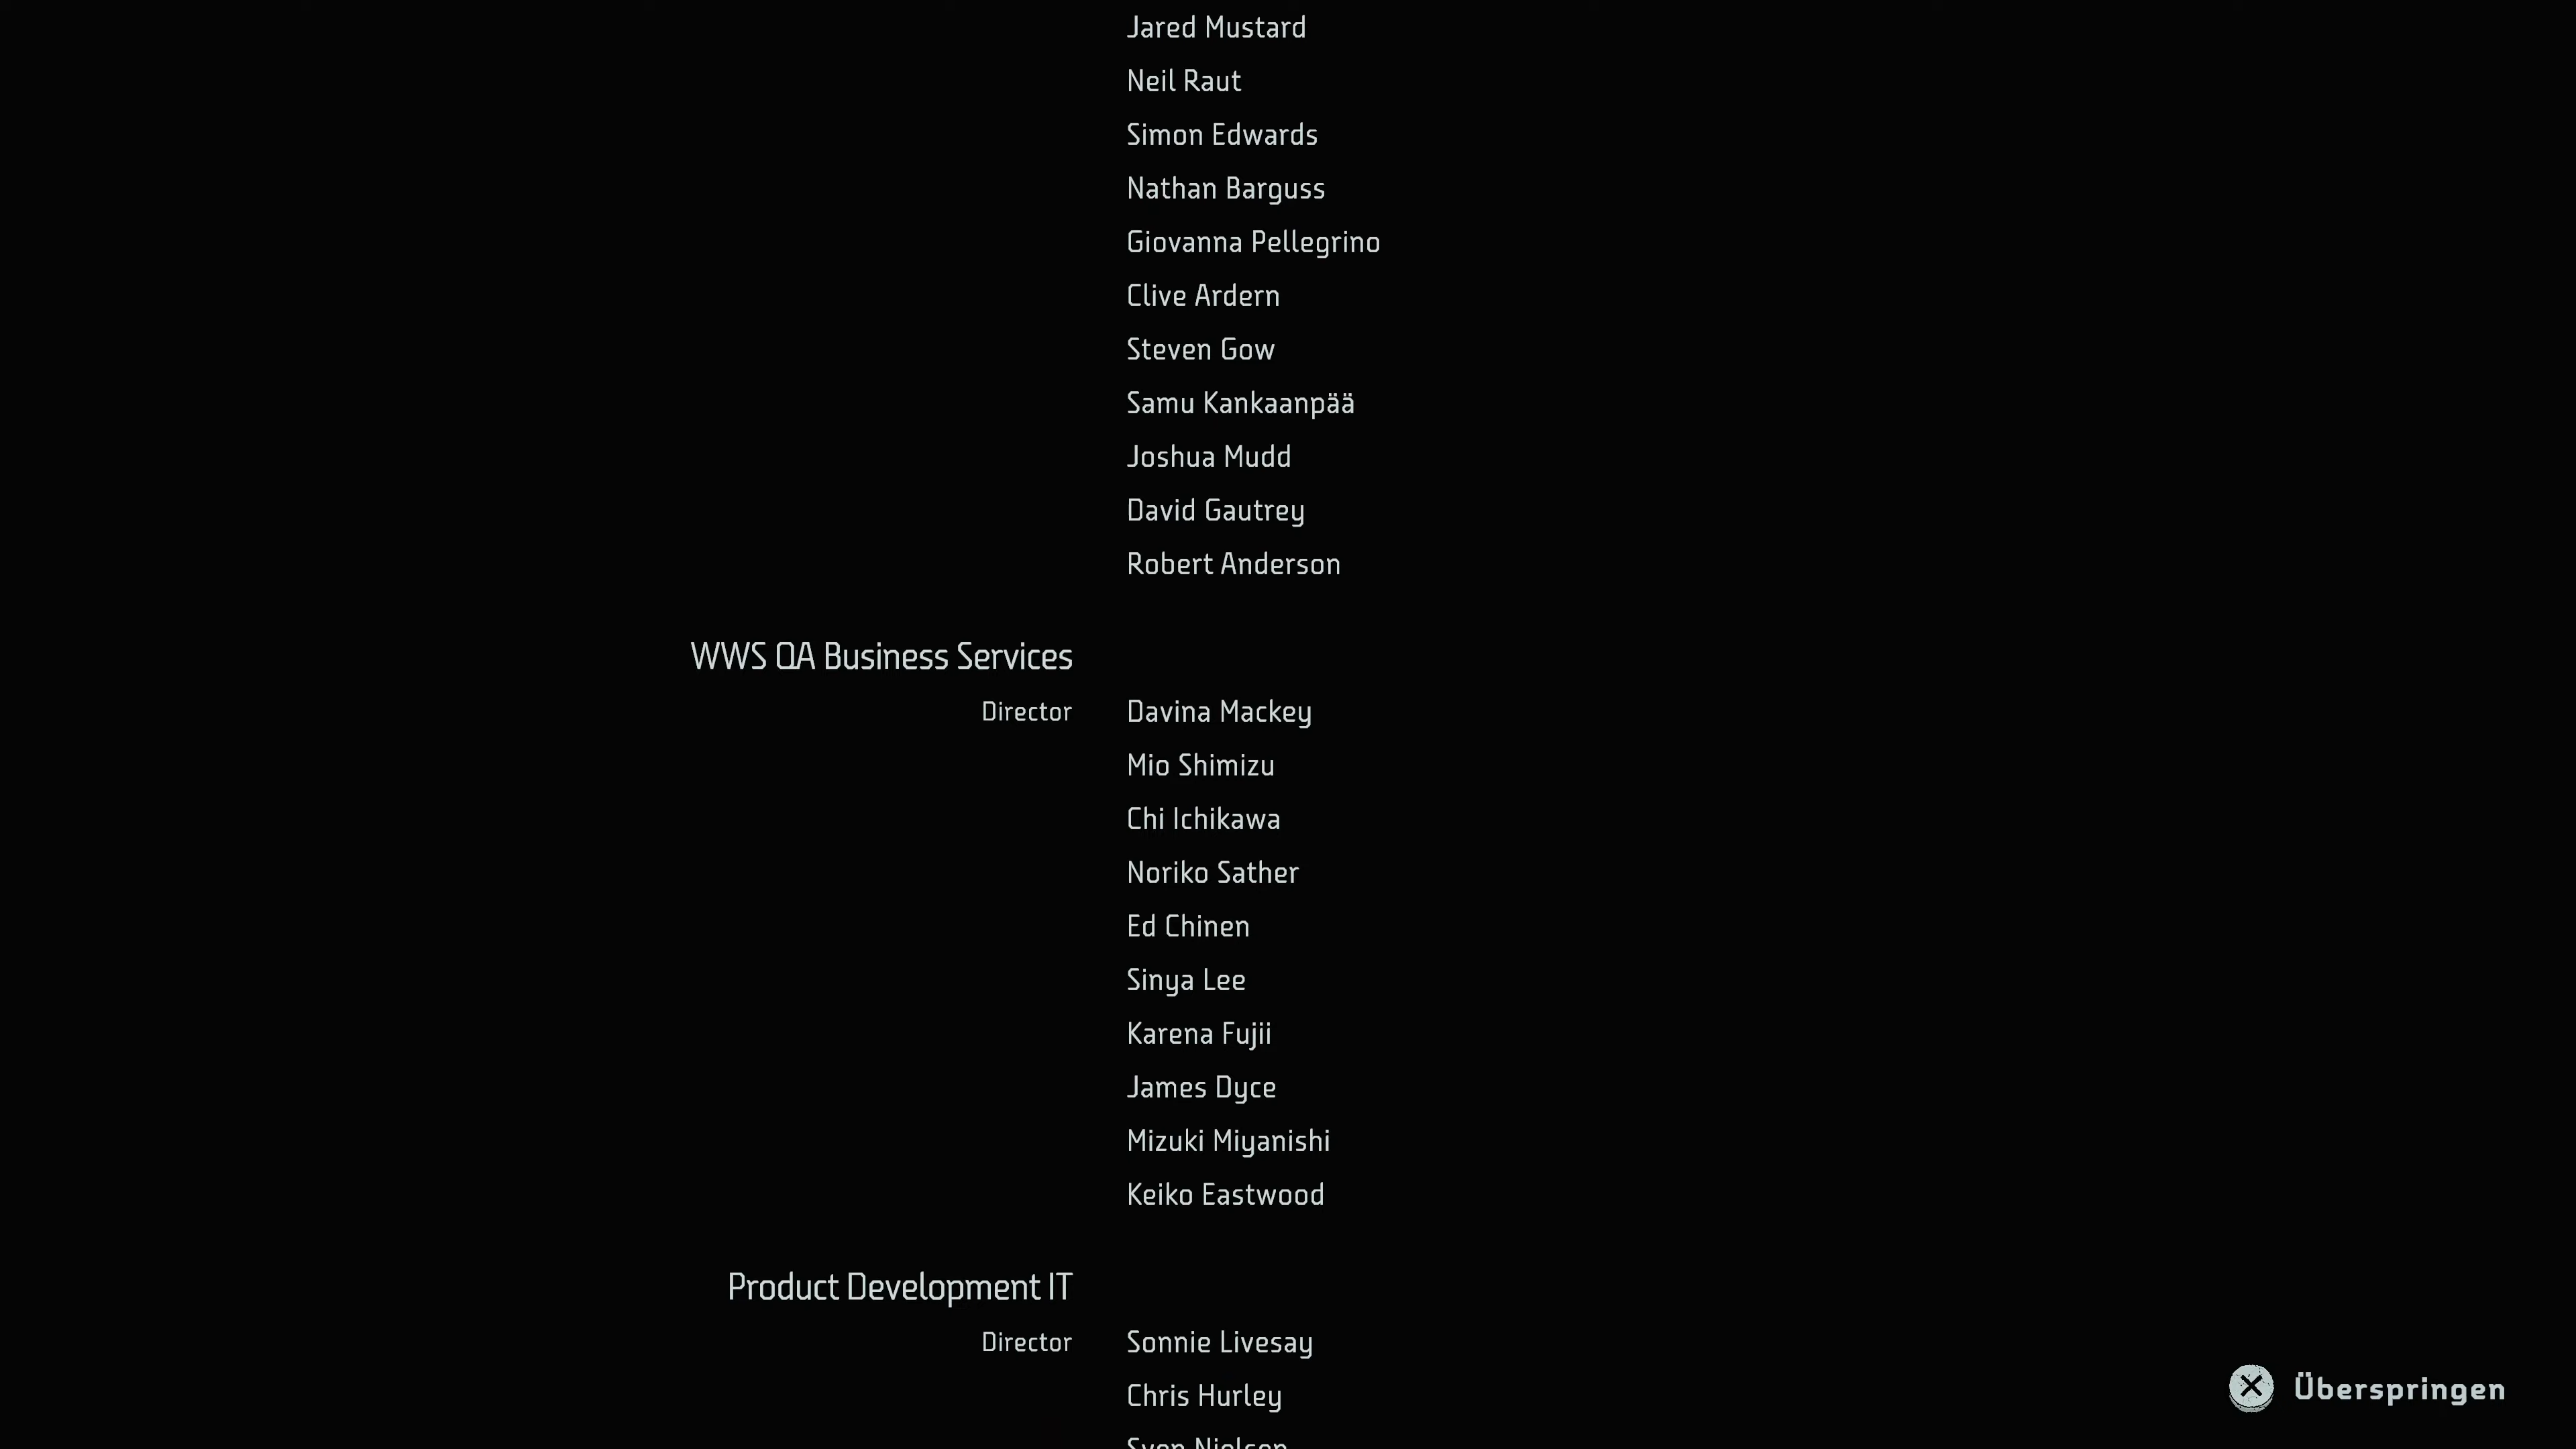 Jared Mustard
Neil Raut
Simon Edwards
Nathan Barguss
Giovanna Pellegrino
Clive Ardern
Steven Gow
Samu Kankaanpää
Joshua Mudd
David Gautrey
Robert Anderson
WWS QA Business Services
Director Davina Mackey
Mio Shimizu
Chi Ichikawa
Noriko Sather
Ed Chinen
Sinya Lee
Karena Fujii
James Dyce
Mizuki Miyanishi
Keiko Eastwood
Product Development IT
Director Sonnie Livesay
Chris Hurley
Sven Nielsen
Überspringen